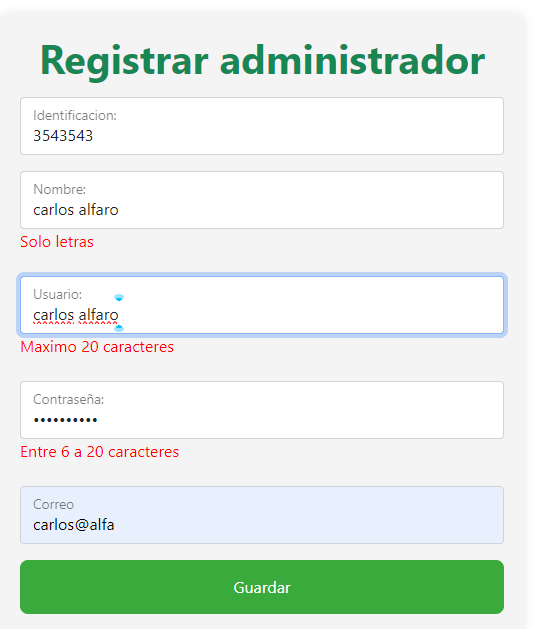 Registrar administrador
Identificacion:
3543543
Nombre:
carlos alfaro
Solo letras
Usuario:
carlos alfaro
Maximo 20 caracteres
Contraseña:
••••••••••
Entre 6 a 20 caracteres
Correo
carlos@alfa
Guardar